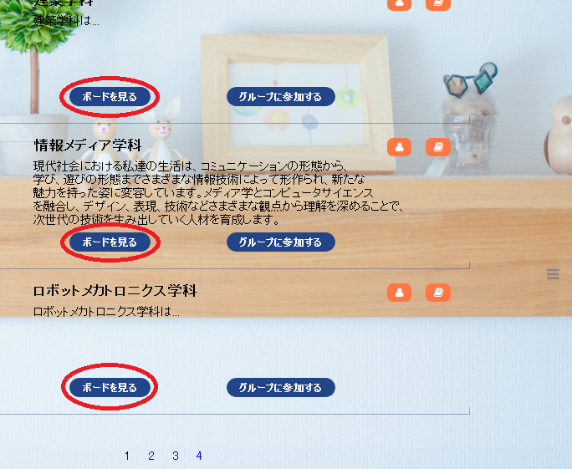 建築学科
建築学科は...
ボードを見る
グループに参加する
情報メディア学科
現代社会における私達の生活は、コミュニケーションの形態から、
学び、遊びの形態までさまざまな情報技術によって形作られ、新たな
魅力を持った姿に変容しています。メディア学とコンピュータサイエンス
を融合し、デザイン、表現、技術などさまざまな観点から理解を深めることで、
次世代の技術を生み出していく人材を育成します。
ボードを見る
グループに参加する
ロボットメカトロニクス学科
ロボットメカトロニクス学科は...
ボードを見る
グループに参加する
1 2 3 4